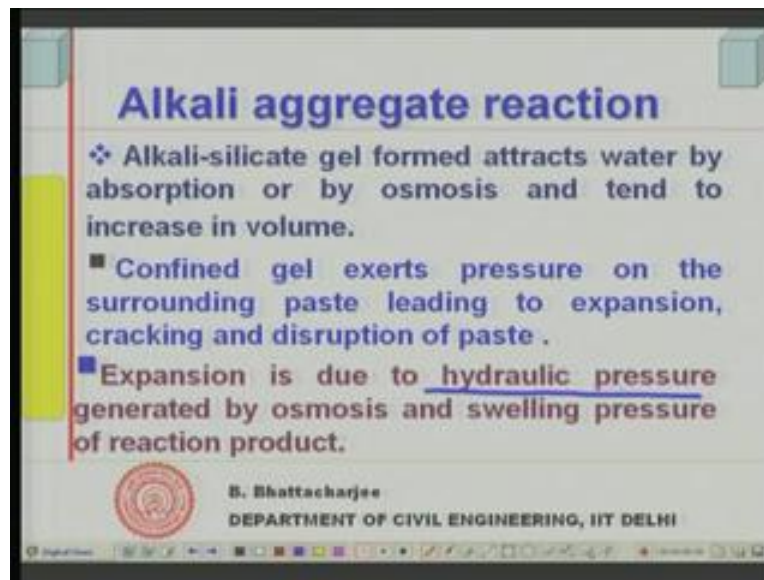 Alkali aggregate reaction
❖ Alkali-silicate gel formed attracts water by
absorption or by osmosis and tend to
increase in volume.
■ Confined gel exerts pressure on the
surrounding paste leading to expansion,
cracking and disruption of paste .
■ Expansion is due to hydraulic pressure
generated by osmosis and swelling pressure
of reaction product.
B. Bhattacharjee
DEPARTMENT OF CIVIL ENGINEERING, IIT DELHI